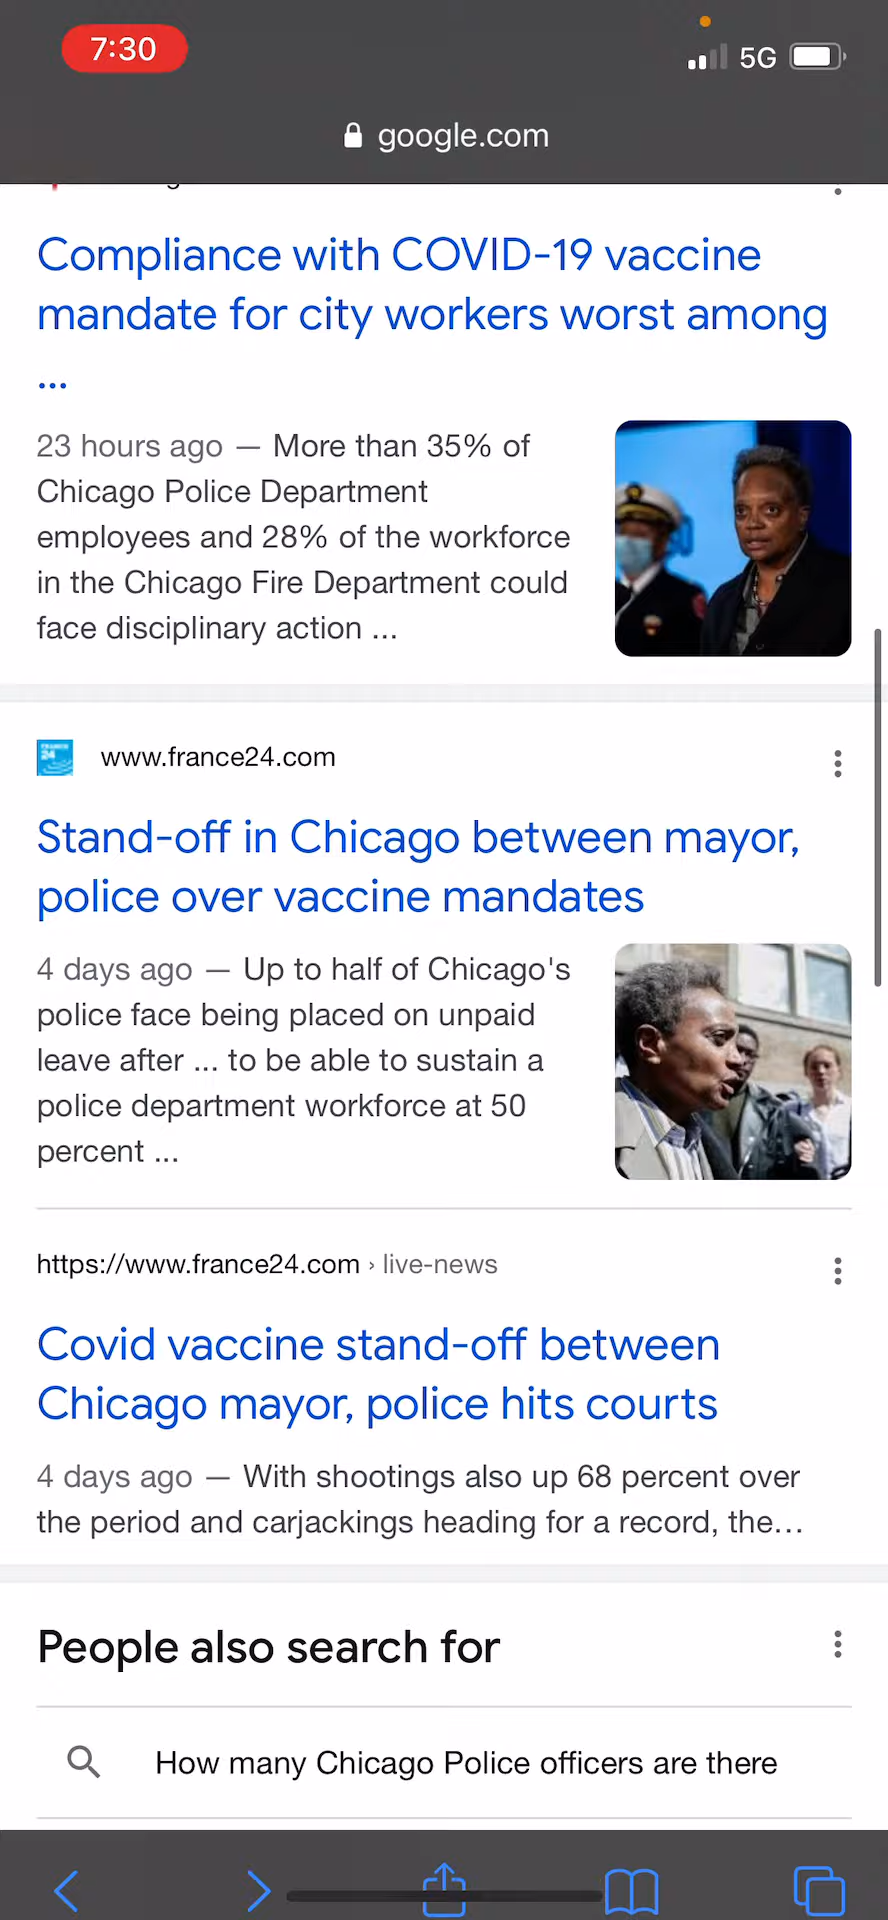 7:30
5G
google.com
Compliance with COVID-19 vaccine
mandate for city workers worst among
...
23 hours ago — More than 35% of
Chicago Police Department
employees and 28% of the workforce
in the Chicago Fire Department could
face disciplinary action ...
FRANCE
24
www.france24.com
Stand-off in Chicago between mayor,
police over vaccine mandates
4 days ago — Up to half of Chicago's
police face being placed on unpaid
leave after ... to be able to sustain a
police department workforce at 50
percent ...
https://www.france24.com › live-news
Covid vaccine stand-off between
Chicago mayor, police hits courts
4 days ago — With shootings also up 68 percent over
the period and carjackings heading for a record, the...
People also search for
How many Chicago Police officers are there